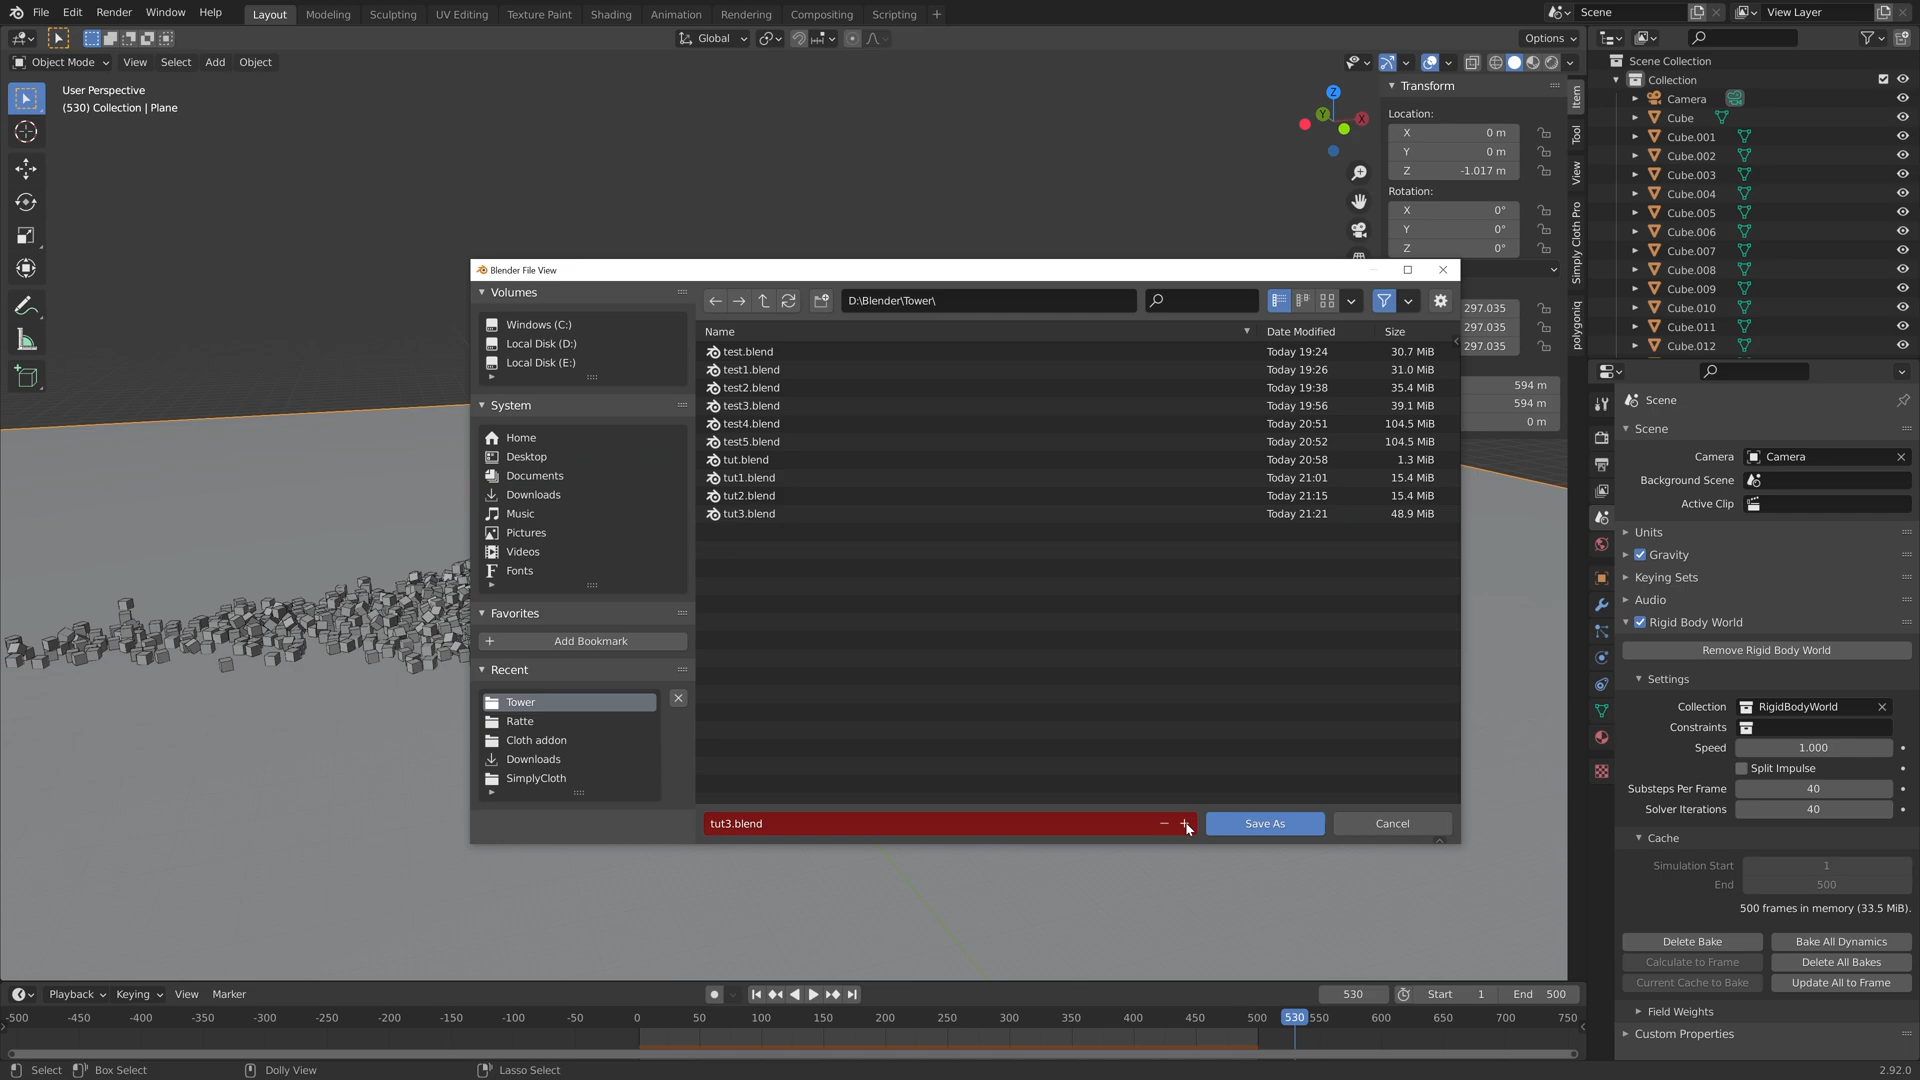 File Edit Render Window Help Layout Modeling Sculpting UV Editing Texture Paint Shading Animation Rendering Compositing Scripting + Scene View Layer
Global Options
Object Mode View Select Add Object
User Perspective
(530) Collection | Plane
Z
Y
X
Transform
Location:
X 0 m
Y 0 m
Z -1.017 m
Rotation:
X 0°
Y 0°
Z 0°
297.035
297.035
297.035
594 m
594 m
0 m
Item
Tool
View
Simply Cloth Pro
polygoniq
Scene Collection
Collection
Camera
Cube
Cube.001
Cube.002
Cube.003
Cube.004
Cube.005
Cube.006
Cube.007
Cube.008
Cube.009
Cube.010
Cube.011
Cube.012
Blender File View
Volumes
Windows (C:)
Local Disk (D:)
Local Disk (E:)
System
Home
Desktop
Documents
Downloads
Music
Pictures
Videos
Fonts
Favorites
Add Bookmark
Recent
Tower
Ratte
Cloth addon
Downloads
SimplyCloth
D:\Blender\Tower\
Name Date Modified Size
test.blend Today 19:24 30.7 MiB
test1.blend Today 19:26 31.0 MiB
test2.blend Today 19:38 35.4 MiB
test3.blend Today 19:56 39.1 MiB
test4.blend Today 20:51 104.5 MiB
test5.blend Today 20:52 104.5 MiB
tut.blend Today 20:58 1.3 MiB
tut1.blend Today 21:01 15.4 MiB
tut2.blend Today 21:15 15.4 MiB
tut3.blend Today 21:21 48.9 MiB
tut3.blend Save As Cancel
Scene
Scene
Camera Camera
Background Scene
Active Clip
Units
Gravity
Keying Sets
Audio
Rigid Body World
Remove Rigid Body World
Settings
Collection RigidBodyWorld
Constraints
Speed 1.000
Split Impulse
Substeps Per Frame 40
Solver Iterations 40
Cache
Simulation Start 1
End 500
500 frames in memory (33.5 MiB).
Delete Bake Bake All Dynamics
Calculate to Frame Delete All Bakes
Current Cache to Bake Update All to Frame
Field Weights
Custom Properties
Playback Keying View Marker 530 Start 1 End 500
-500 -450 -400 -350 -300 -250 -200 -150 -100 -50 0 50 100 150 200 250 300 350 400 450 500 530 550 600 650 700 750
Select Box Select Dolly View Lasso Select 2.92.0